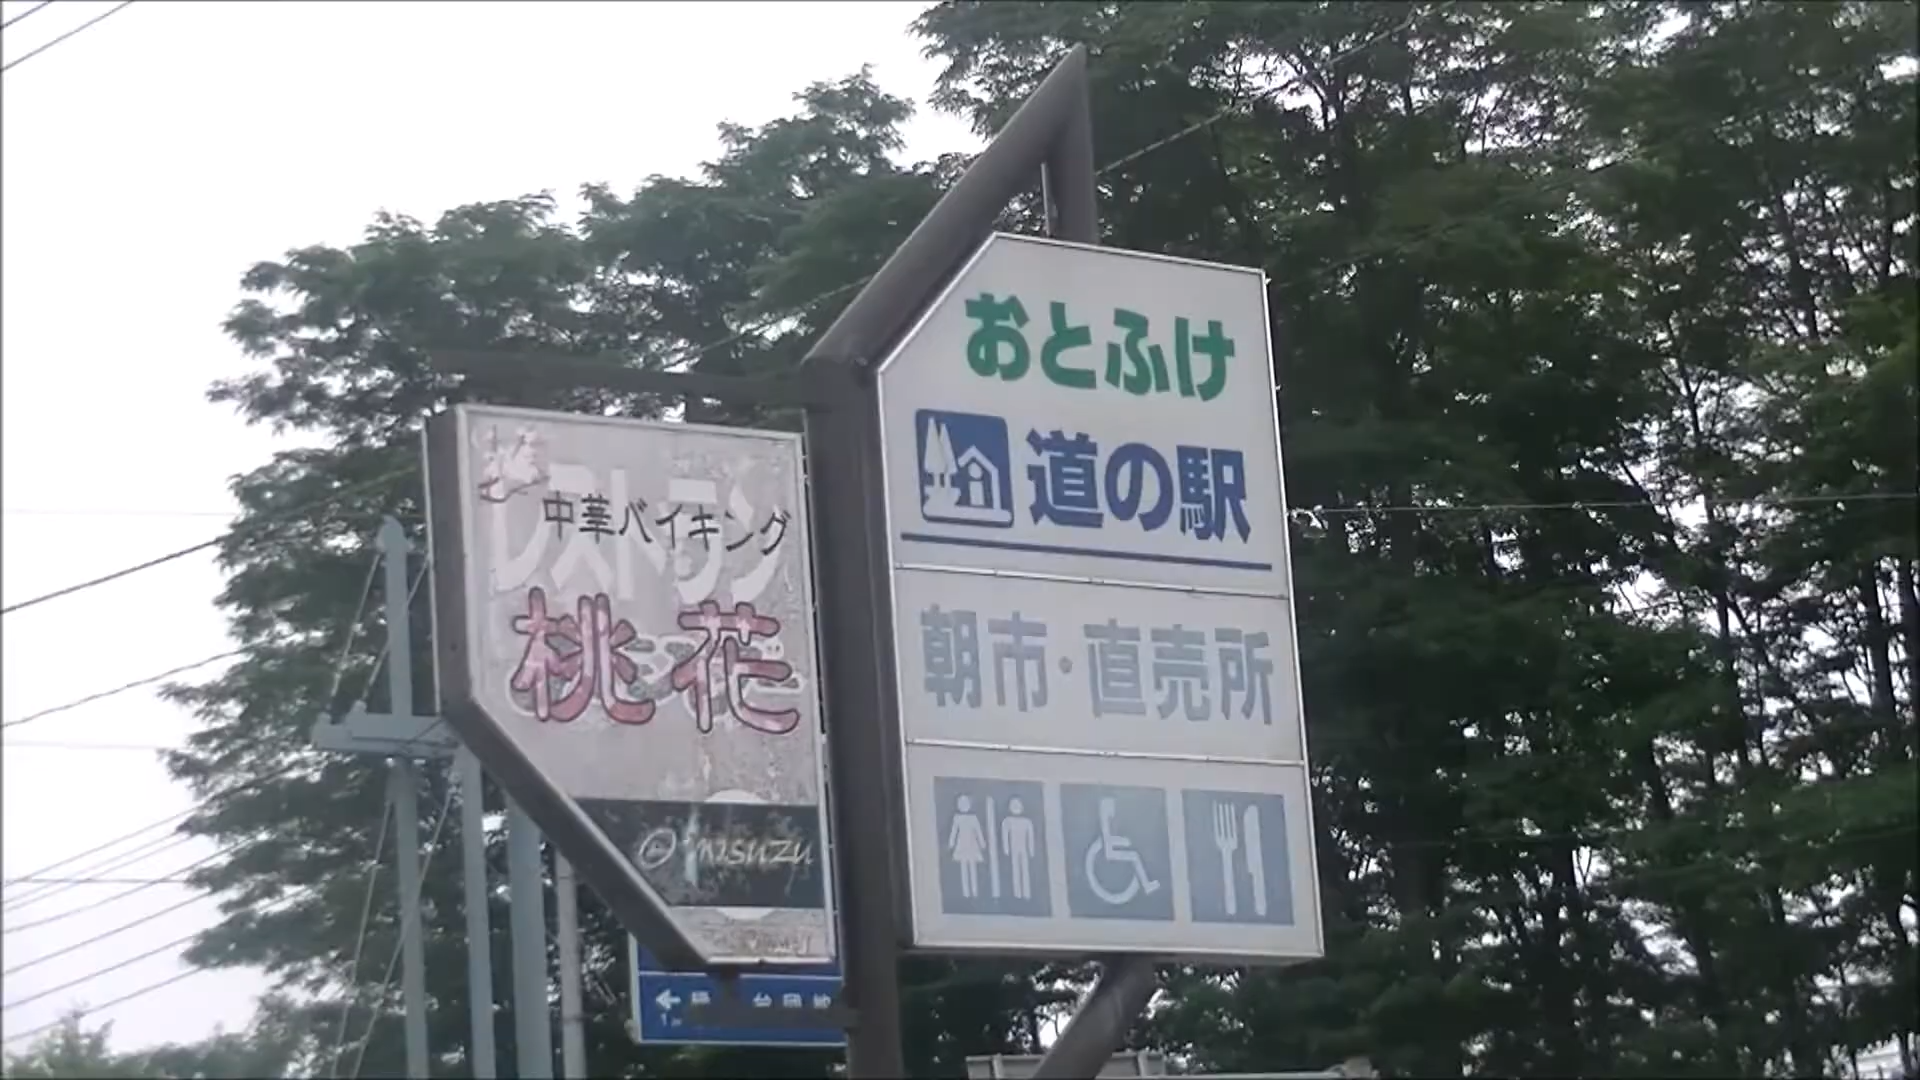 レストラン
中華バイキング
桃花
misuzu
おとふけ
道の駅
朝市・直売所